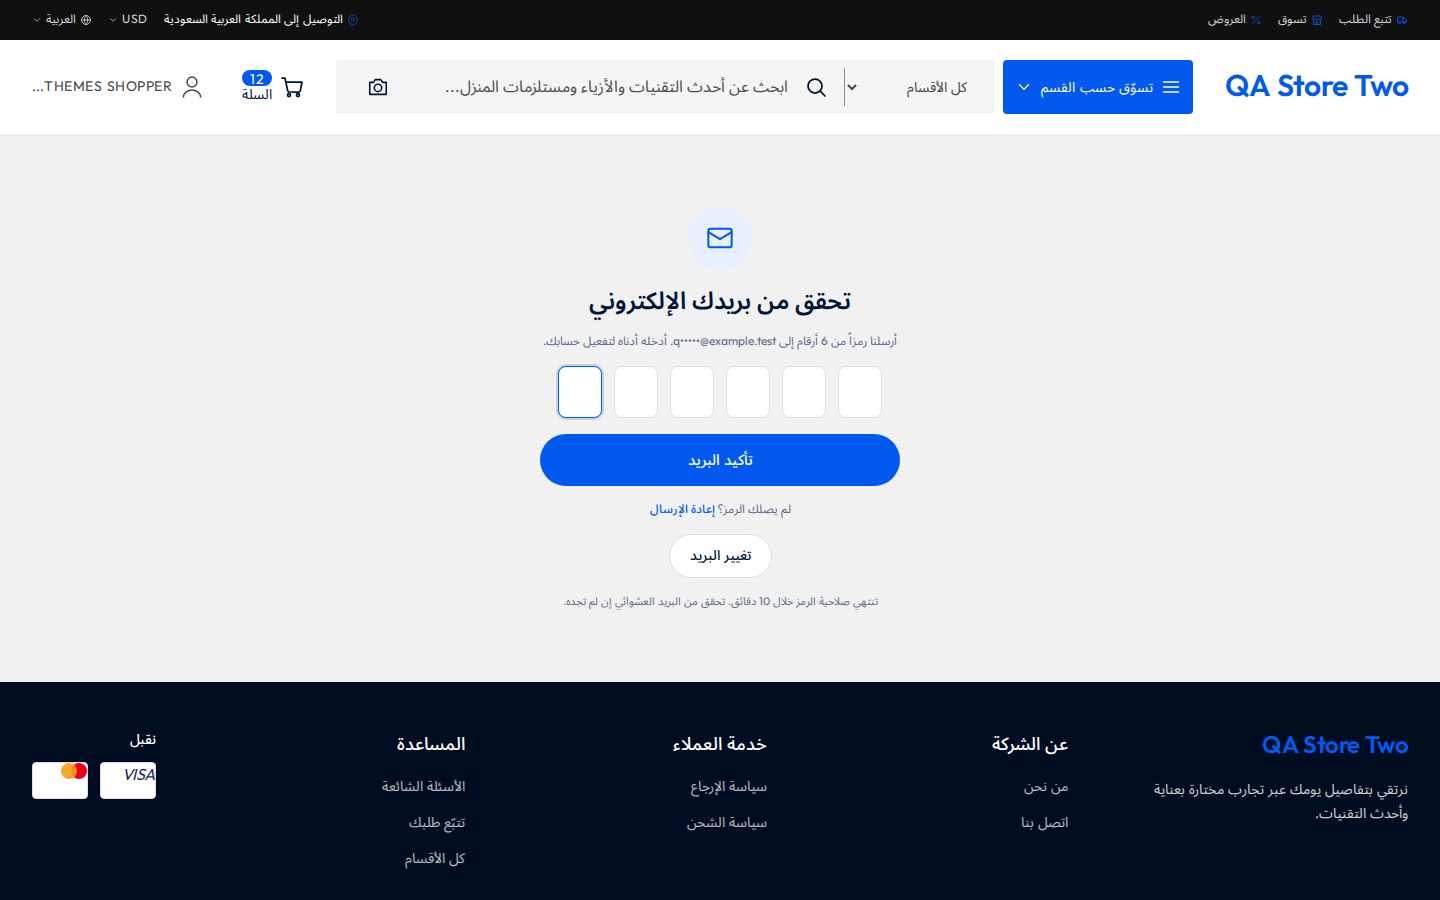 تتبع الطلب
تسوق
العروض
التوصيل إلى المملكة العربية السعودية
USD
العربية
QA Store Two
تسوّق حسب القسم
كل الأقسام
ابحث عن أحدث التقنيات والأزياء ومستلزمات المنزل...
12
السلة
THEMES SHOPPER...
تحقق من بريدك الإلكتروني
أرسلنا رمزاً من 6 أرقام إلى q•••••@example.test. أدخله أدناه لتفعيل حسابك.
تأكيد البريد
لم يصلك الرمز؟ إعادة الإرسال
تغيير البريد
تنتهي صلاحية الرمز خلال 10 دقائق. تحقق من البريد العشوائي إن لم تجده.
QA Store Two
نرتقي بتفاصيل يومك عبر تجارب مختارة بعناية
وأحدث التقنيات.
عن الشركة
من نحن
اتصل بنا
خدمة العملاء
سياسة الإرجاع
سياسة الشحن
المساعدة
الأسئلة الشائعة
تتبّع طلبك
كل الأقسام
نقبل
VISA